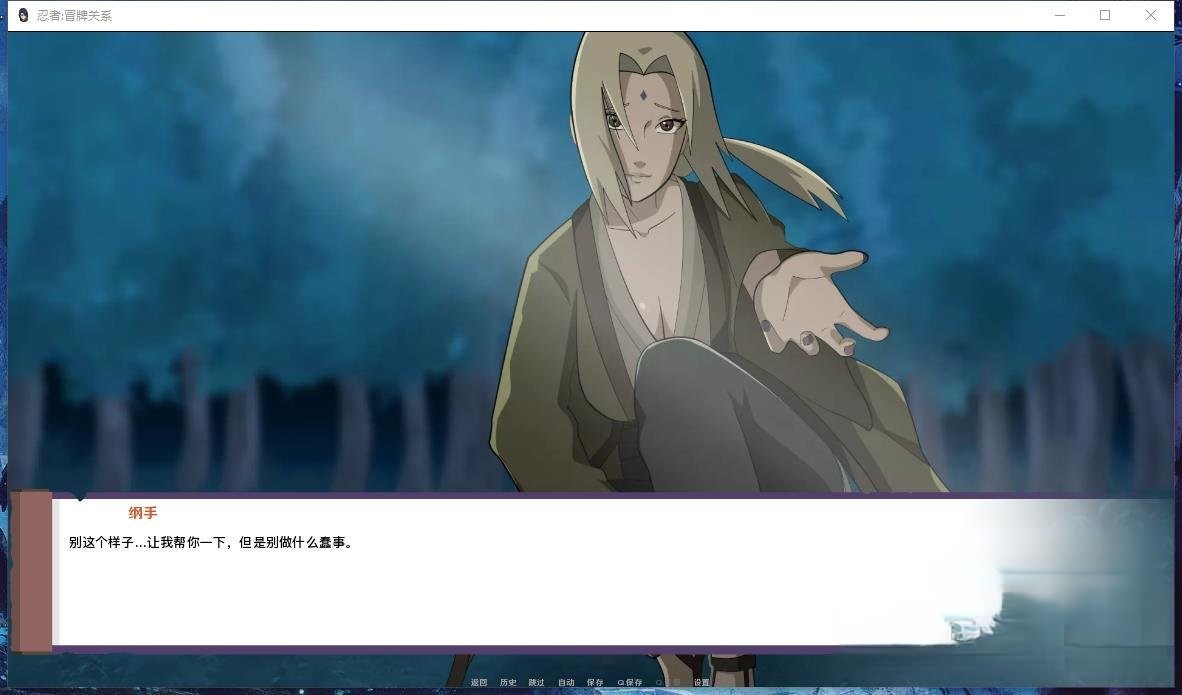 忍者:冒牌关系
纲手
别这个样子...让我帮你一下，但是别做什么蠢事。
返回 历史 跳过 自动 保存 Q.保存 设置